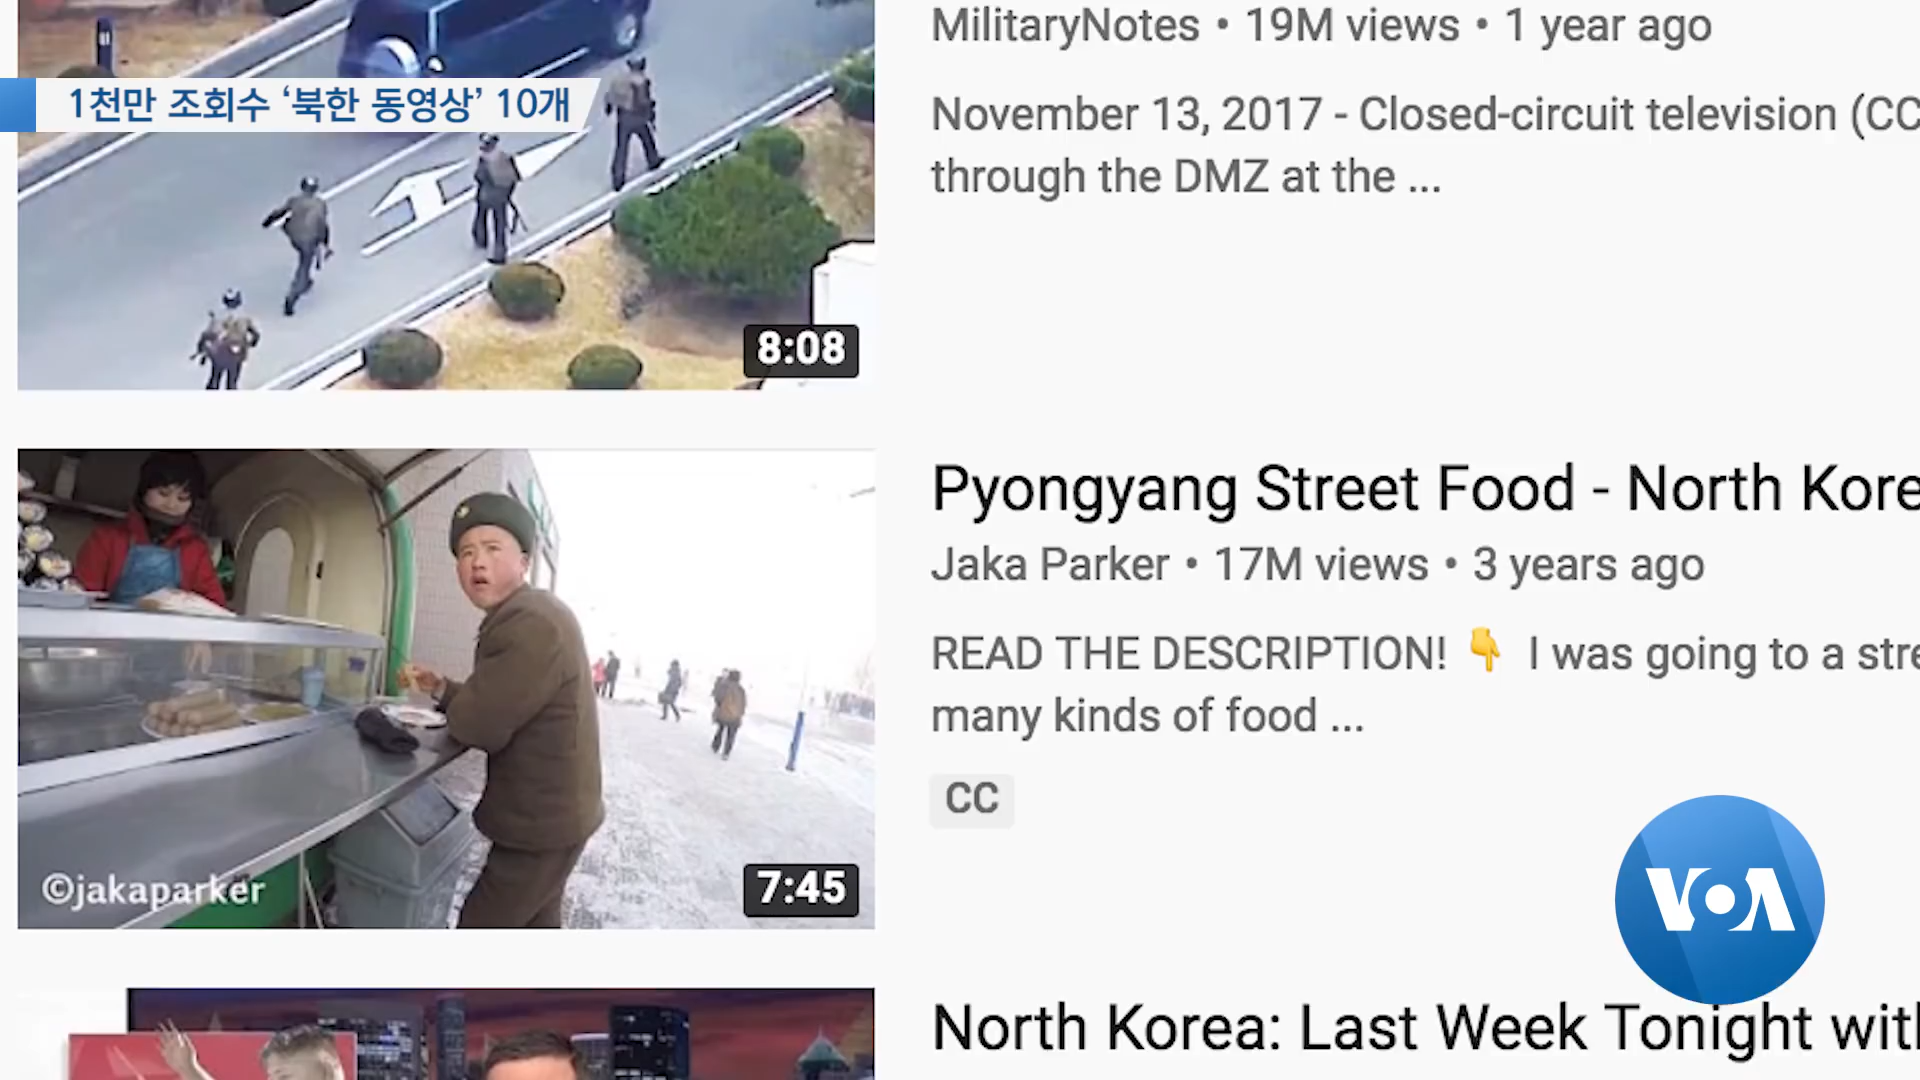 MilitaryNotes • 19M views • 1 year ago
1천만 조회수 ‘북한 동영상’ 10개
November 13, 2017 - Closed-circuit television (CC
through the DMZ at the ...
8:08
Pyongyang Street Food - North Kore
Jaka Parker • 17M views • 3 years ago
READ THE DESCRIPTION! 👇 I was going to a stre
many kinds of food ...
CC
©jakaparker
7:45
VOA
North Korea: Last Week Tonight wit